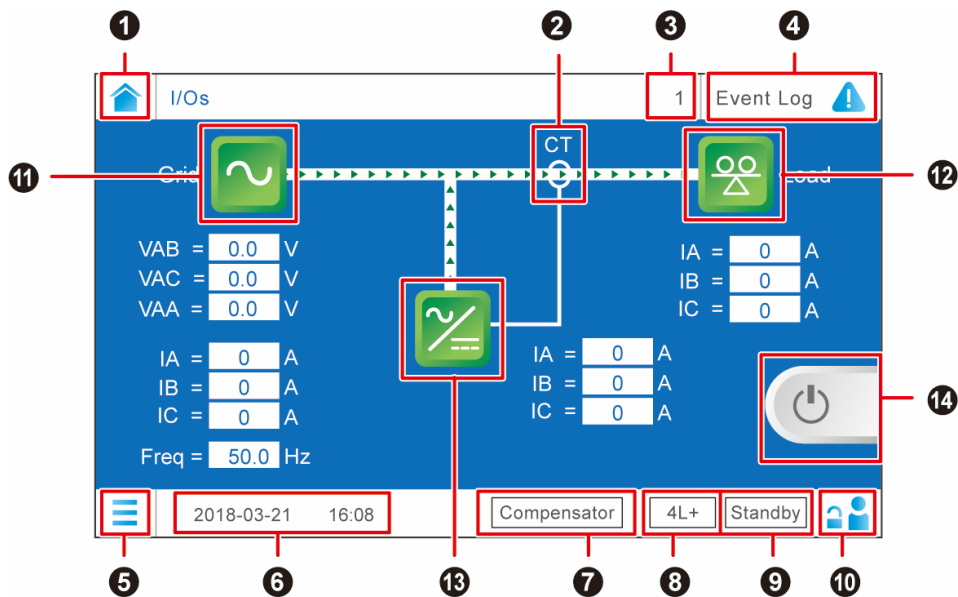 1 2 3 4
I/Os 1 Event Log
CT
11 Grid Load 12
VAB = 0.0 V
VAC = 0.0 V
VAA = 0.0 V
IA = 0 A
IB = 0 A
IC = 0 A
IA = 0 A
IB = 0 A
IC = 0 A
Freq = 50.0 Hz
IA = 0 A
IB = 0 A
IC = 0 A
14
2018-03-21 16:08 Compensator 4L+ Standby
5 6 13 7 8 9 10